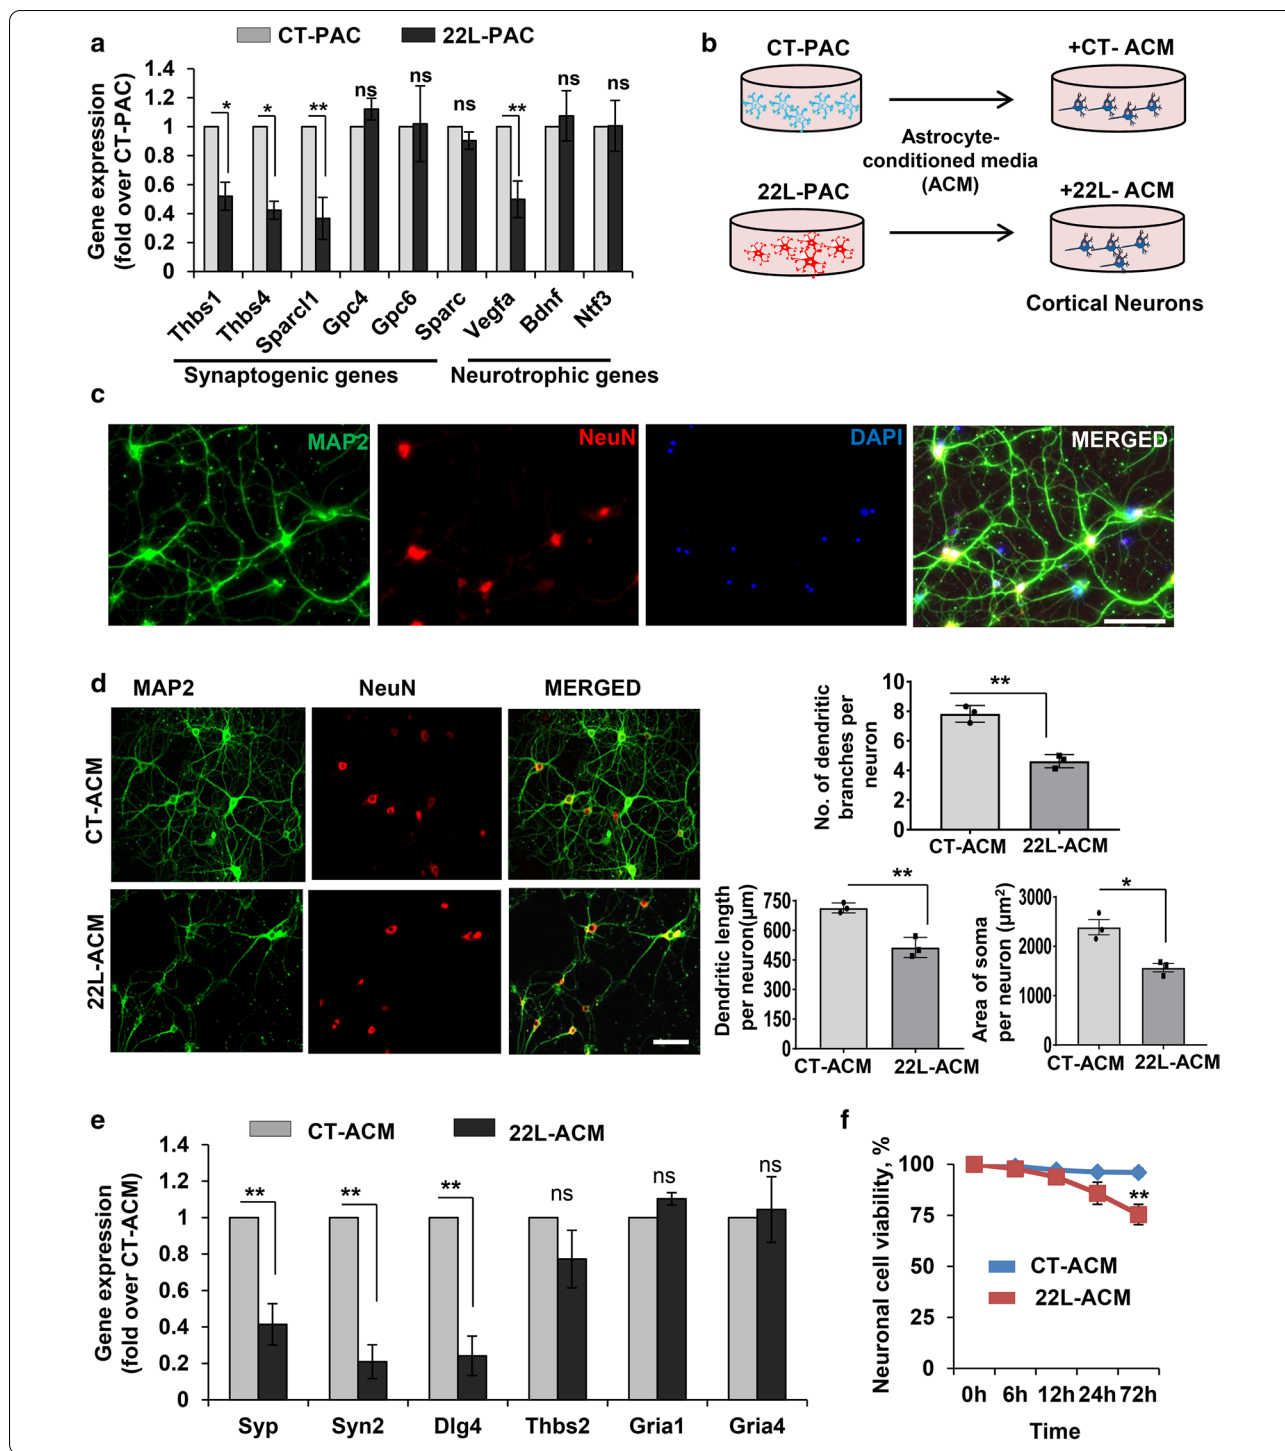 a
CT-PAC
22L-PAC
Gene expression
(fold over CT-PAC)
1.4
1.2
1
0.8
0.6
0.4
0.2
0
*
*
**
ns
ns
ns
**
ns
ns
Thbs1
Thbs4
Sparcl1
Gpc4
Gpc6
Sparc
Vegfa
Bdnf
Ntf3
Synaptogenic genes
Neurotrophic genes
b
CT-PAC
+CT- ACM
Astrocyte-
conditioned media
(ACM)
22L-PAC
+22L- ACM
Cortical Neurons
c
MAP2
NeuN
DAPI
MERGED
d
MAP2
NeuN
MERGED
CT-ACM
22L-ACM
No. of dendritic
branches per
neuron
10
8
6
4
2
0
**
CT-ACM
22L-ACM
Dendritic length
per neuron(µm)
750
600
450
300
150
0
**
CT-ACM
22L-ACM
Area of soma
per neuron (µm²)
3000
2000
1000
0
*
CT-ACM
22L-ACM
e
CT-ACM
22L-ACM
Gene expression
(fold over CT-ACM)
1.4
1.2
1
0.8
0.6
0.4
0.2
0
**
**
**
ns
ns
ns
Syp
Syn2
Dlg4
Thbs2
Gria1
Gria4
f
Neuronal cell viability, %
100
75
50
25
0
**
CT-ACM
22L-ACM
0h
6h
12h
24h
72h
Time